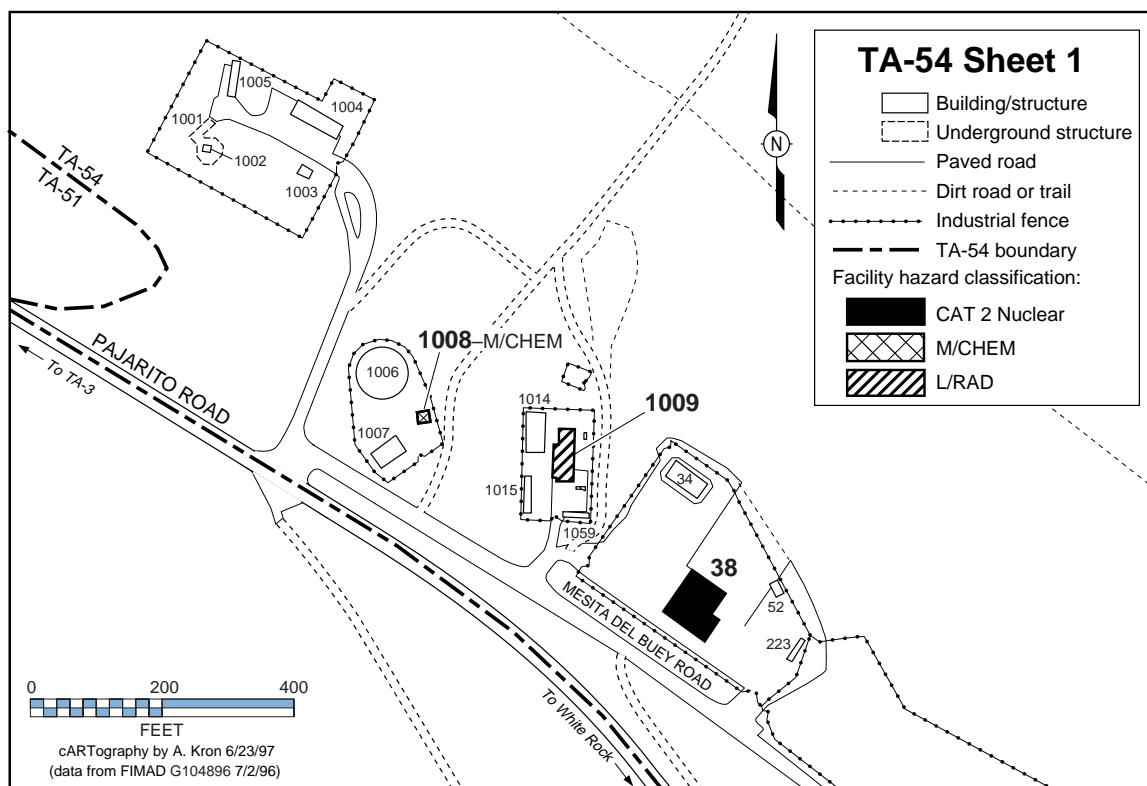 TA-54 Sheet 1
Building/structure
Underground structure
Paved road
Dirt road or trail
Industrial fence
TA-54 boundary
Facility hazard classification:
CAT 2 Nuclear
M/CHEM
L/RAD
N
1005
1004
1001
1002
1003
TA-54
TA-51
PAJARITO ROAD
To TA-3
1008–M/CHEM
1006
1007
1014
1009
1015
1059
34
38
52
223
MESITA DEL BUEY ROAD
To White Rock
0 200 400
FEET
cARTography by A. Kron 6/23/97
(data from FIMAD G104896 7/2/96)